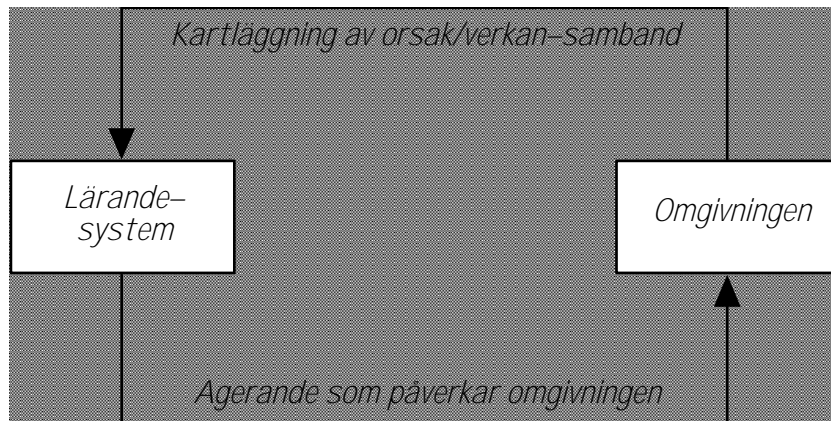 Kartläggning av orsak/verkan–samband
Lärande–
system
Omgivningen
Agerande som påverkar omgivningen